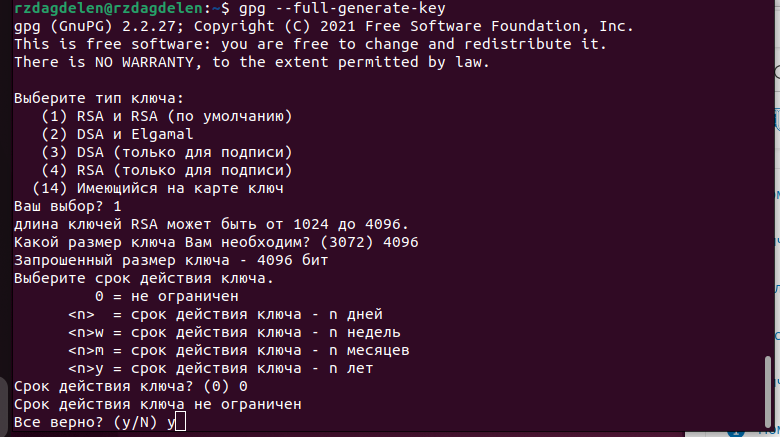 rzdagdelen@rzdagdelen:~$ gpg --full-generate-key
gpg (GnuPG) 2.2.27; Copyright (C) 2021 Free Software Foundation, Inc.
This is free software: you are free to change and redistribute it.
There is NO WARRANTY, to the extent permitted by law.

Выберите тип ключа:
   (1) RSA и RSA (по умолчанию)
   (2) DSA и Elgamal
   (3) DSA (только для подписи)
   (4) RSA (только для подписи)
  (14) Имеющийся на карте ключ
Ваш выбор? 1
длина ключей RSA может быть от 1024 до 4096.
Какой размер ключа Вам необходим? (3072) 4096
Запрошенный размер ключа - 4096 бит
Выберите срок действия ключа.
         0 = не ограничен
      <n>  = срок действия ключа - n дней
      <n>w = срок действия ключа - n недель
      <n>m = срок действия ключа - n месяцев
      <n>y = срок действия ключа - n лет
Срок действия ключа? (0) 0
Срок действия ключа не ограничен
Все верно? (y/N) y